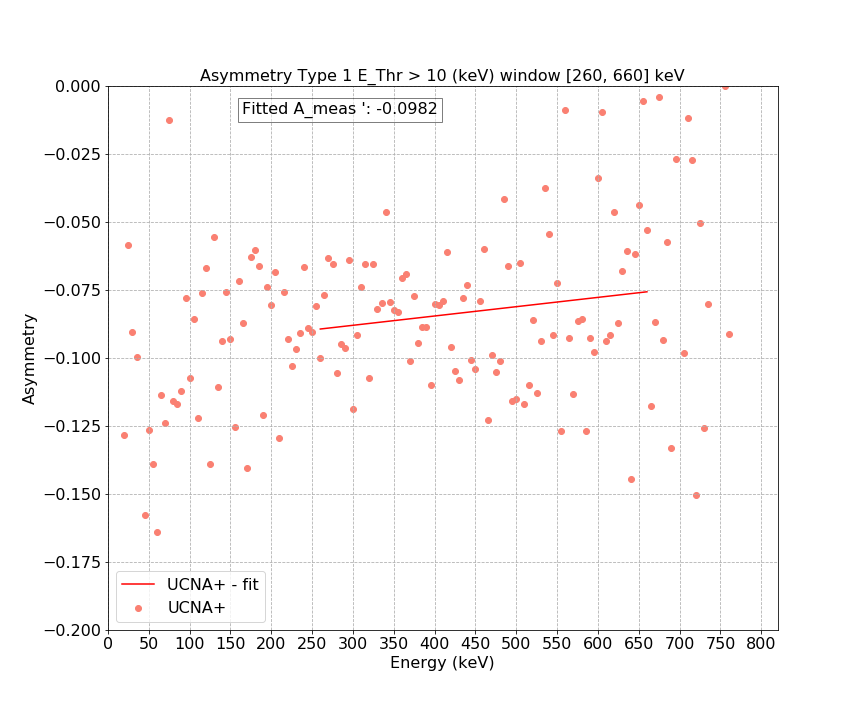 Asymmetry Type 1 E_Thr > 10 (keV) window [260, 660] keV
Fitted A_meas ': -0.0982
0.000
−0.025
−0.050
−0.075
−0.100
−0.125
−0.150
−0.175
−0.200
Asymmetry
UCNA+ - fit
UCNA+
0 50 100 150 200 250 300 350 400 450 500 550 600 650 700 750 800
Energy (keV)